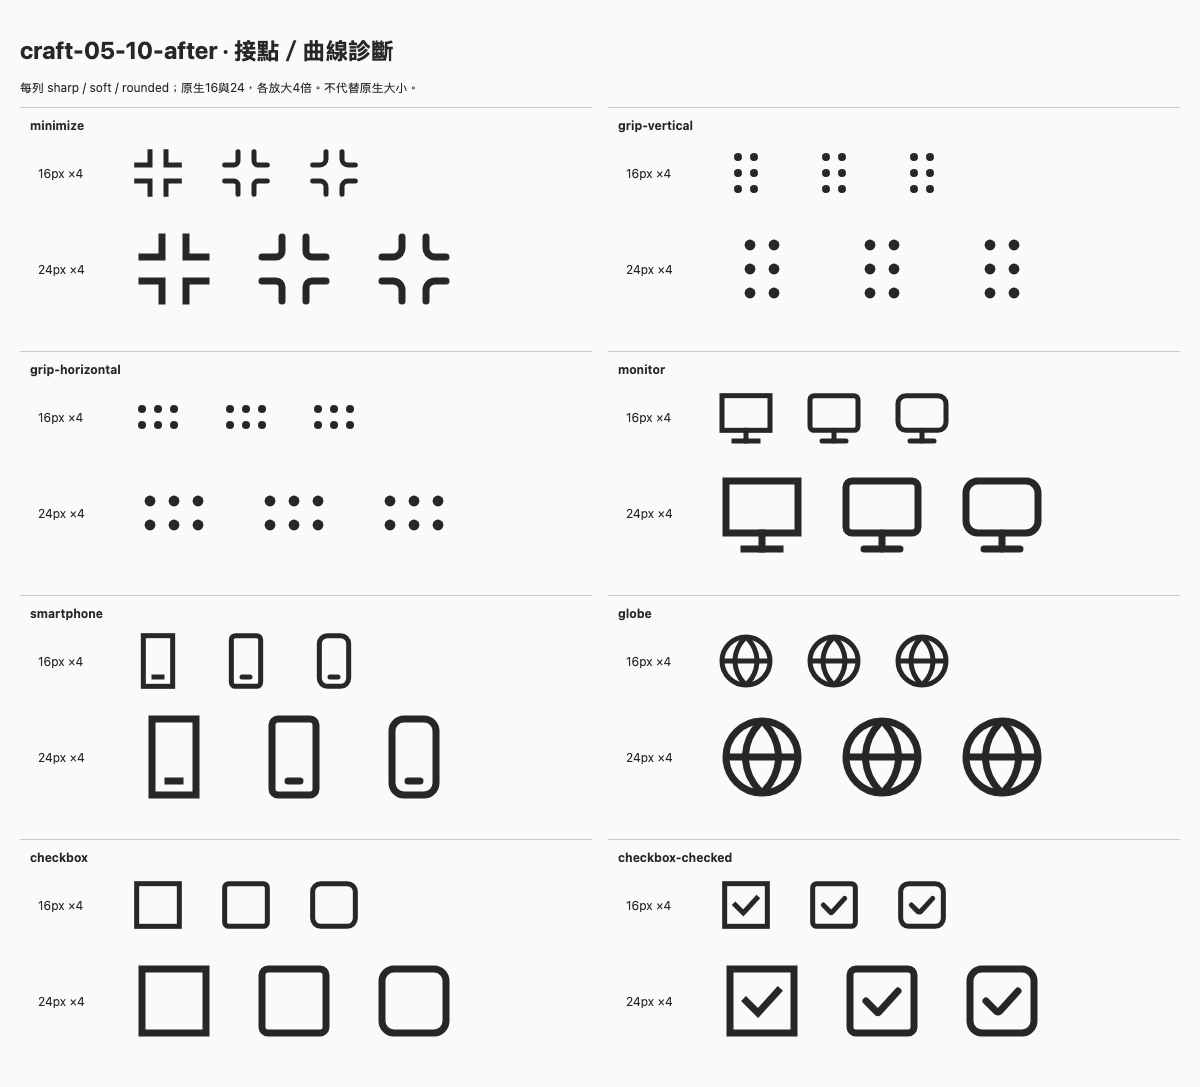 craft-05-10-after · 接點 / 曲線診斷
每列 sharp / soft / rounded；原生16與24，各放大4倍。不代替原生大小。
minimize
16px ×4
24px ×4
grip-vertical
16px ×4
24px ×4
grip-horizontal
16px ×4
24px ×4
monitor
16px ×4
24px ×4
smartphone
16px ×4
24px ×4
globe
16px ×4
24px ×4
checkbox
16px ×4
24px ×4
checkbox-checked
16px ×4
24px ×4